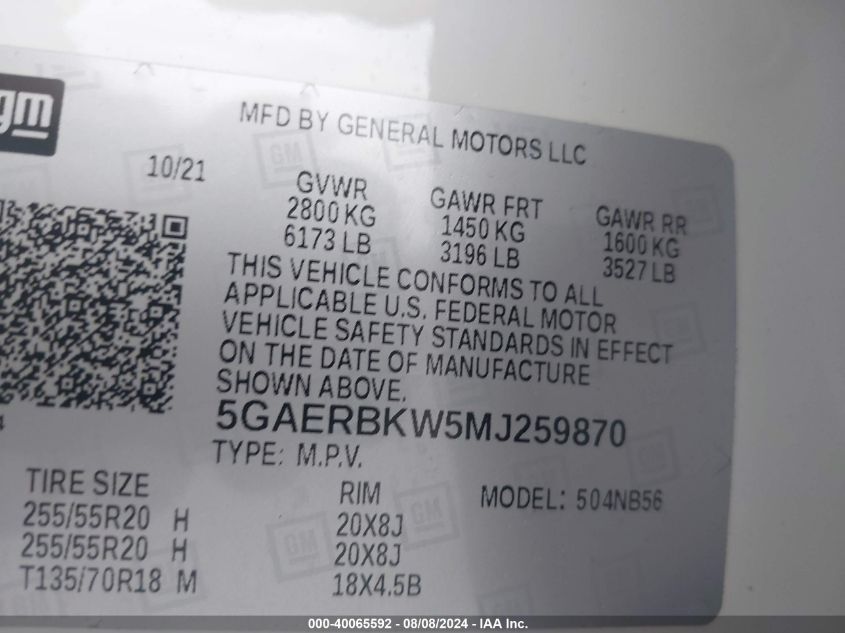 gm
MFD BY GENERAL MOTORS LLC
10/21
GVWR GAWR FRT GAWR RR
2800 KG 1450 KG 1600 KG
6173 LB 3196 LB 3527 LB
THIS VEHICLE CONFORMS TO ALL
APPLICABLE U.S. FEDERAL MOTOR
VEHICLE SAFETY STANDARDS IN EFFECT
ON THE DATE OF MANUFACTURE
SHOWN ABOVE.
5GAERBKW5MJ259870
TYPE: M.P.V.
TIRE SIZE RIM MODEL: 504NB56
255/55R20 H 20X8J
255/55R20 H 20X8J
T135/70R18 M 18X4.5B
000-40065592 - 08/08/2024 - IAA Inc.